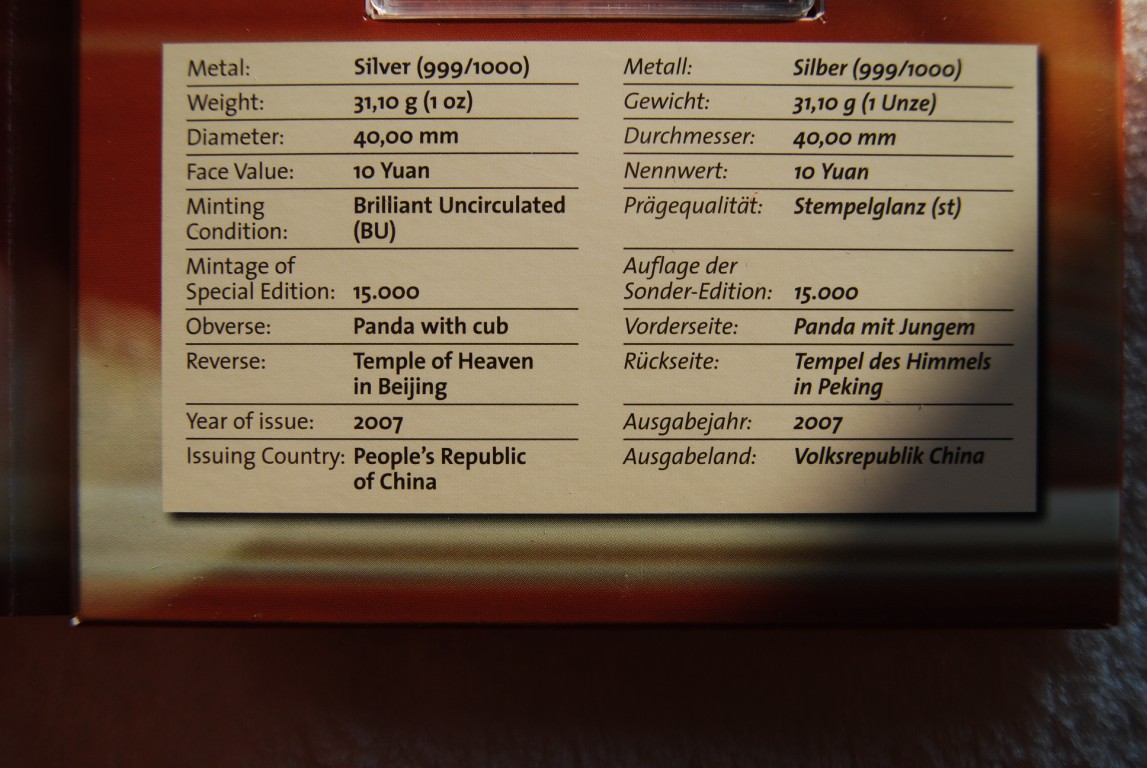 Metal: Silver (999/1000)
Weight: 31,10 g (1 oz)
Diameter: 40,00 mm
Face Value: 10 Yuan
Minting Brilliant Uncirculated
Condition: (BU)
Mintage of
Special Edition: 15.000
Obverse: Panda with cub
Reverse: Temple of Heaven
in Beijing
Year of issue: 2007
Issuing Country: People's Republic
of China
Metall: Silber (999/1000)
Gewicht: 31,10 g (1 Unze)
Durchmesser: 40,00 mm
Nennwert: 10 Yuan
Prägequalität: Stempelglanz (st)
Auflage der
Sonder-Edition: 15.000
Vorderseite: Panda mit Jungem
Rückseite: Tempel des Himmels
in Peking
Ausgabejahr: 2007
Ausgabeland: Volksrepublik China